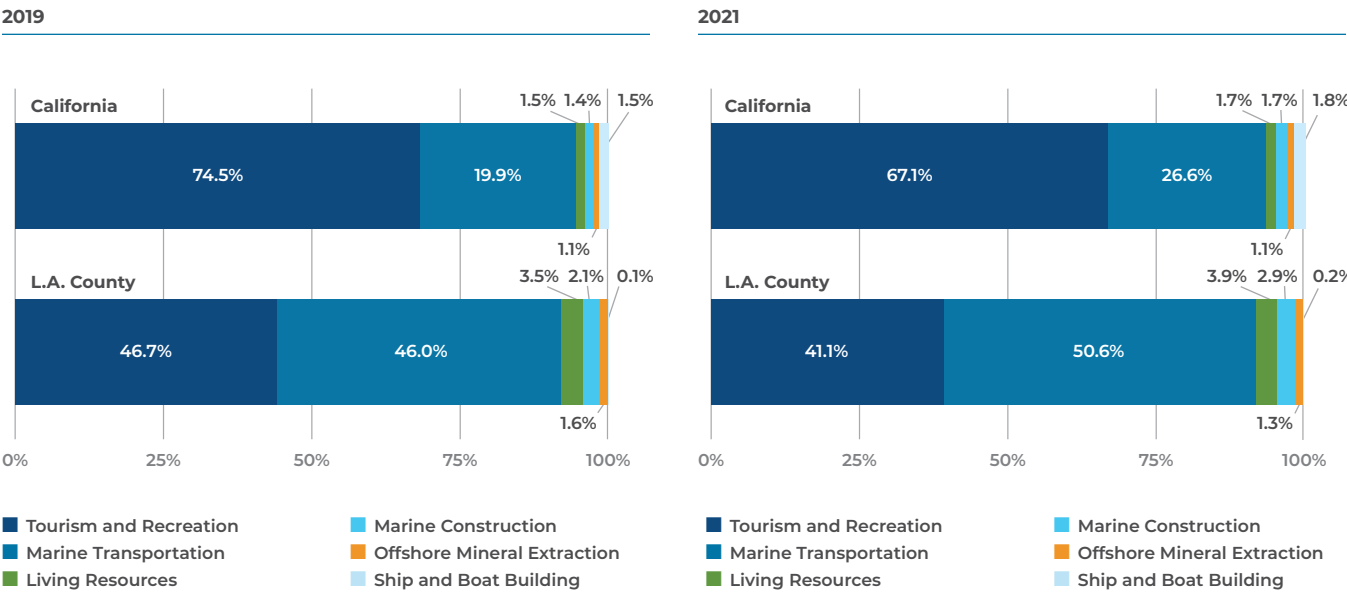 2019
California
1.5% 1.4% 1.5%
74.5% 19.9%
1.1%
L.A. County
3.5% 2.1% 0.1%
46.7% 46.0%
1.6%
0% 25% 50% 75% 100%
Tourism and Recreation
Marine Transportation
Living Resources
Marine Construction
Offshore Mineral Extraction
Ship and Boat Building
2021
California
1.7% 1.7% 1.8%
67.1% 26.6%
1.1%
L.A. County
3.9% 2.9% 0.2%
41.1% 50.6%
1.3%
0% 25% 50% 75% 100%
Tourism and Recreation
Marine Transportation
Living Resources
Marine Construction
Offshore Mineral Extraction
Ship and Boat Building